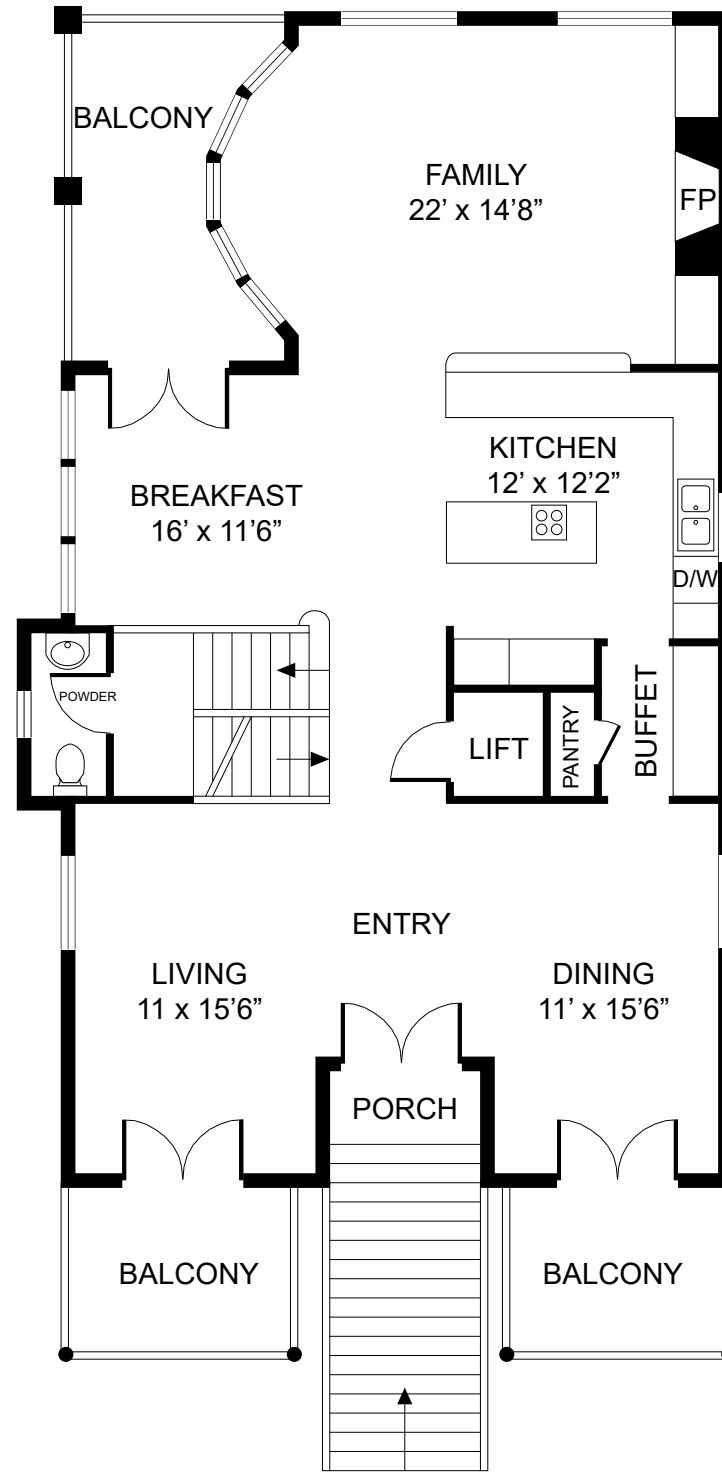 BALCONY
FAMILY
22’ x 14’8”
FP
KITCHEN
12’ x 12’2”
BREAKFAST
16’ x 11’6”
D/W
POWDER
LIFT
PANTRY
BUFFET
ENTRY
LIVING
11 x 15’6”
DINING
11’ x 15’6”
PORCH
BALCONY
BALCONY